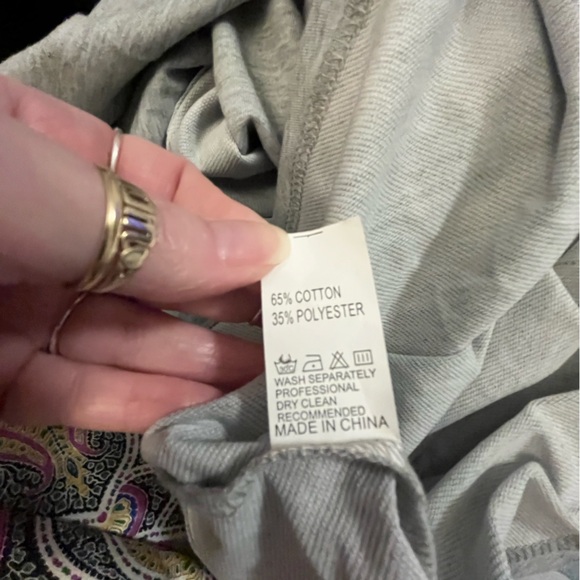 65% COTTON
35% POLYESTER
WASH SEPARATELY
PROFESSIONAL
DRY CLEAN
RECOMMENDED
MADE IN CHINA